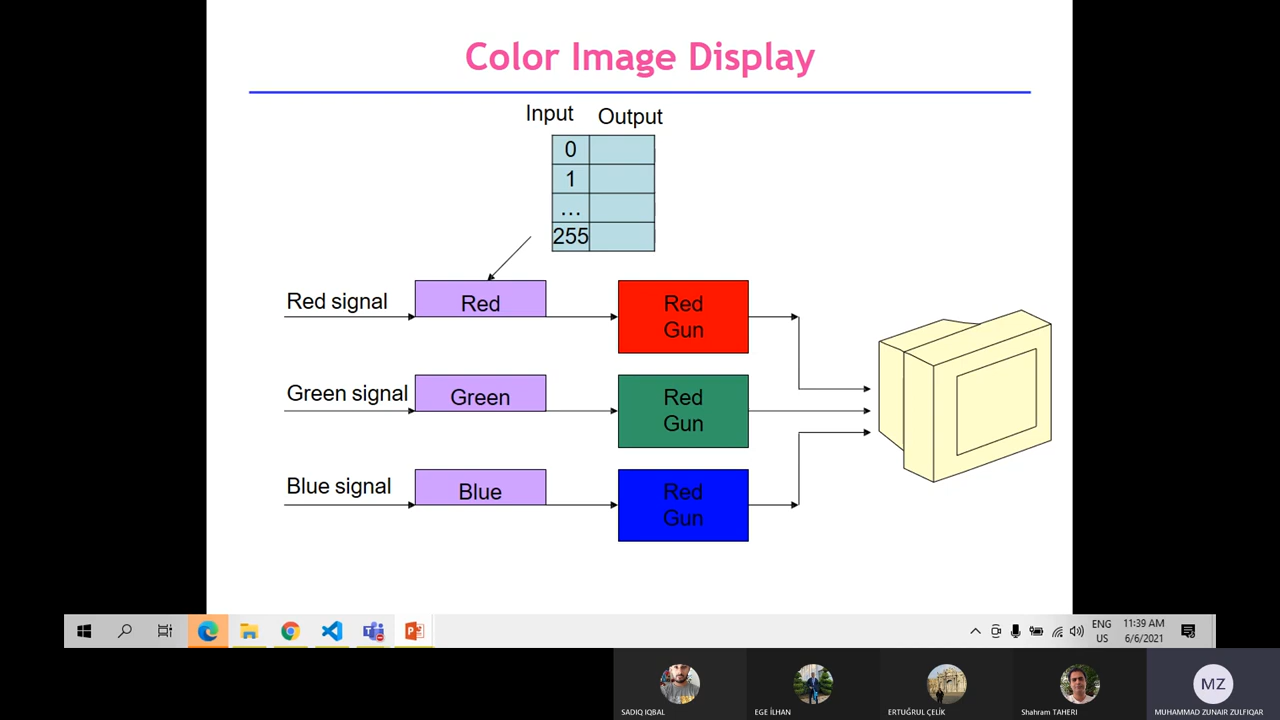 Color Image Display
Input Output
0
1
...
255
Red signal
Red
Red
Gun
Green signal
Green
Red
Gun
Blue signal
Blue
Red
Gun
ENG
US
11:39 AM
6/6/2021
MZ
SADIQ IQBAL
EGE İLHAN
ERTUĞRUL ÇELİK
Shahram TAHERI
MUHAMMAD ZUNAIR ZULFIQAR